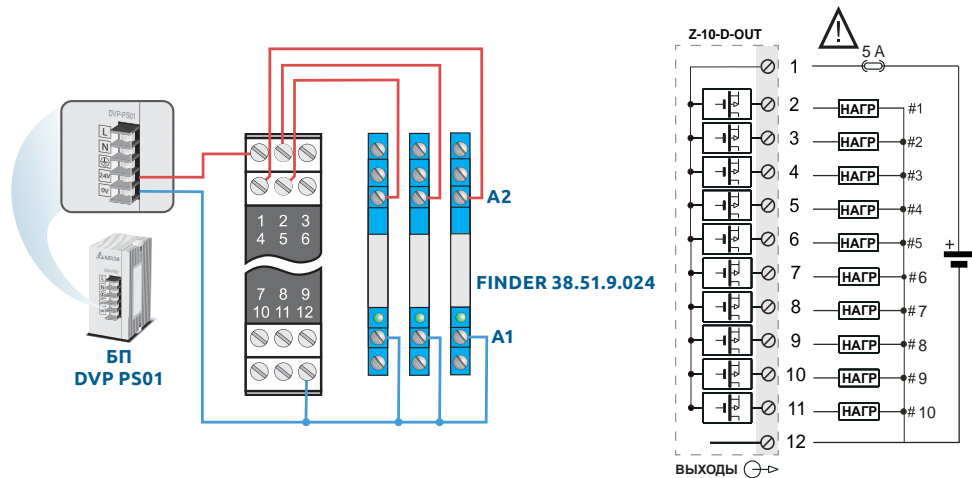 DVP-PS01
L
N
24V
0V
DELTA
БП
DVP PS01
1 2 3
4 5 6
7 8 9
10 11 12
A2
FINDER 38.51.9.024
A1
Z-10-D-OUT
5 A
1
2 НАГР #1
3 НАГР #2
4 НАГР #3
5 НАГР #4
6 НАГР #5
7 НАГР #6
8 НАГР #7
9 НАГР #8
10 НАГР #9
11 НАГР #10
12
+
ВЫХОДЫ